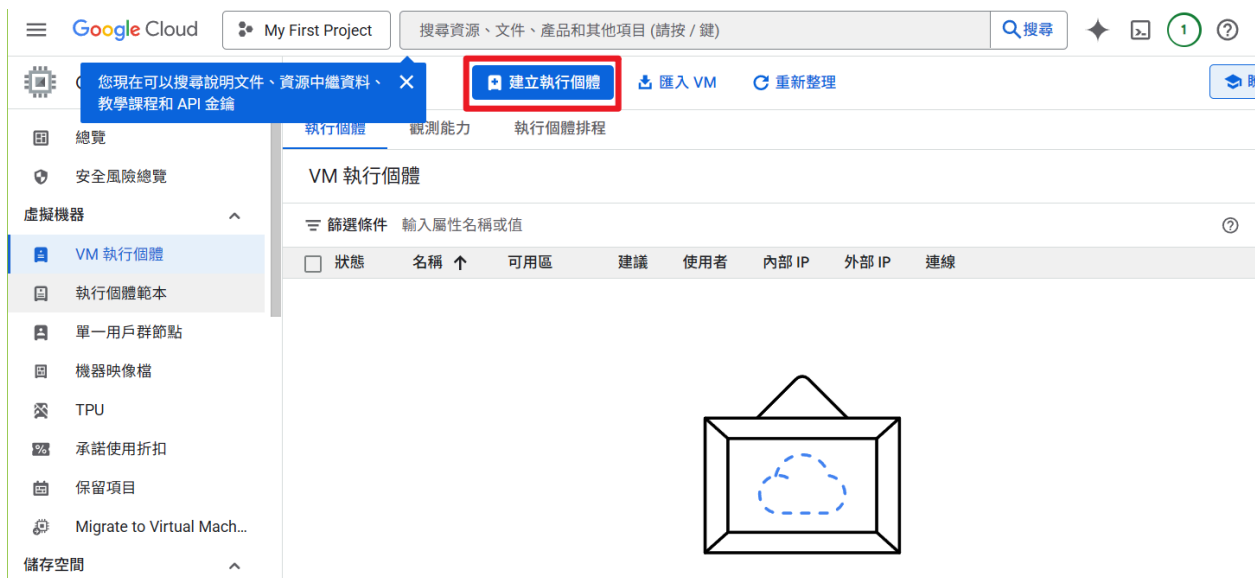 Google Cloud
My First Project
搜尋資源、文件、產品和其他項目 (請按 / 鍵)
搜尋
1
您現在可以搜尋說明文件、資源中繼資料、
教學課程和 API 金鑰
建立執行個體
匯入 VM
重新整理
總覽
安全風險總覽
虛擬機器
VM 執行個體
執行個體範本
單一用戶群節點
機器映像檔
TPU
承諾使用折扣
保留項目
Migrate to Virtual Mach...
儲存空間
執行個體
觀測能力
執行個體排程
VM 執行個體
篩選條件 輸入屬性名稱或值
狀態 名稱 可用區 建議 使用者 內部 IP 外部 IP 連線